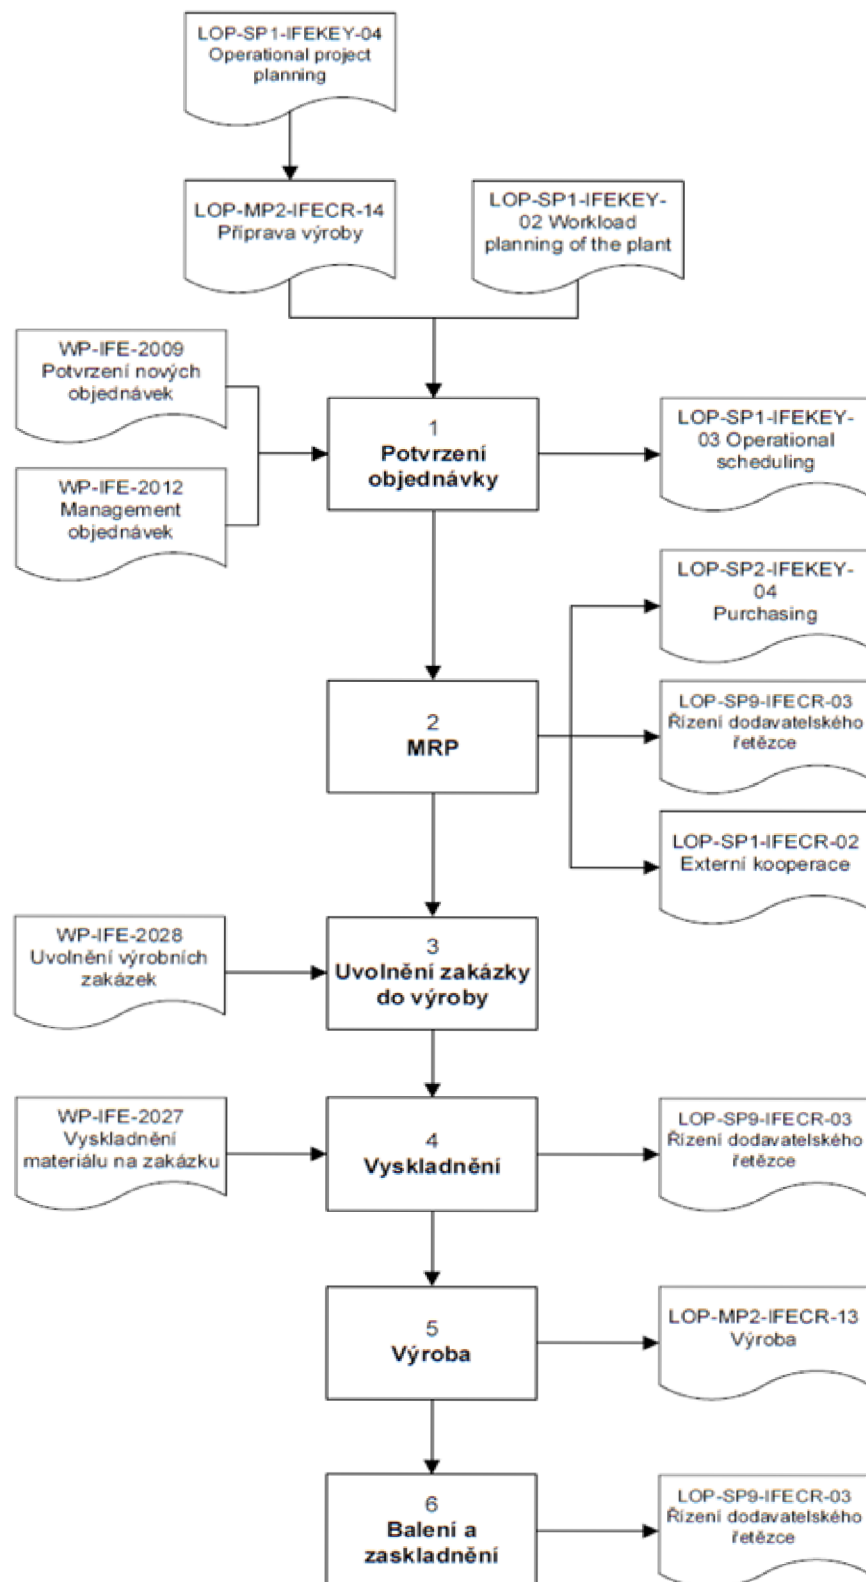 LOP-SP1-IFEKEY-04
Operational project
planning
LOP-MP2-IFECR-14
Příprava výroby
LOP-SP1-IFEKEY-
02 Workload
planning of the plant
WP-IFE-2009
Potvrzení nových
objednávek
WP-IFE-2012
Management
objednávek
1
Potvrzení
objednávky
LOP-SP1-IFEKEY-
03 Operational
scheduling
LOP-SP2-IFEKEY-
04
Purchasing
2
MRP
LOP-SP9-IFECR-03
Řízení dodavatelského
řetězce
LOP-SP1-IFECR-02
Externí kooperace
WP-IFE-2028
Uvolnění výrobních
zakázek
3
Uvolnění zakázky
do výroby
WP-IFE-2027
Vyskladnění
materiálu na zakázku
4
Vyskladnění
LOP-SP9-IFECR-03
Řízení dodavatelského
řetězce
5
Výroba
LOP-MP2-IFECR-13
Výroba
6
Balení a
zaskladnění
LOP-SP9-IFECR-03
Řízení dodavatelského
řetězce